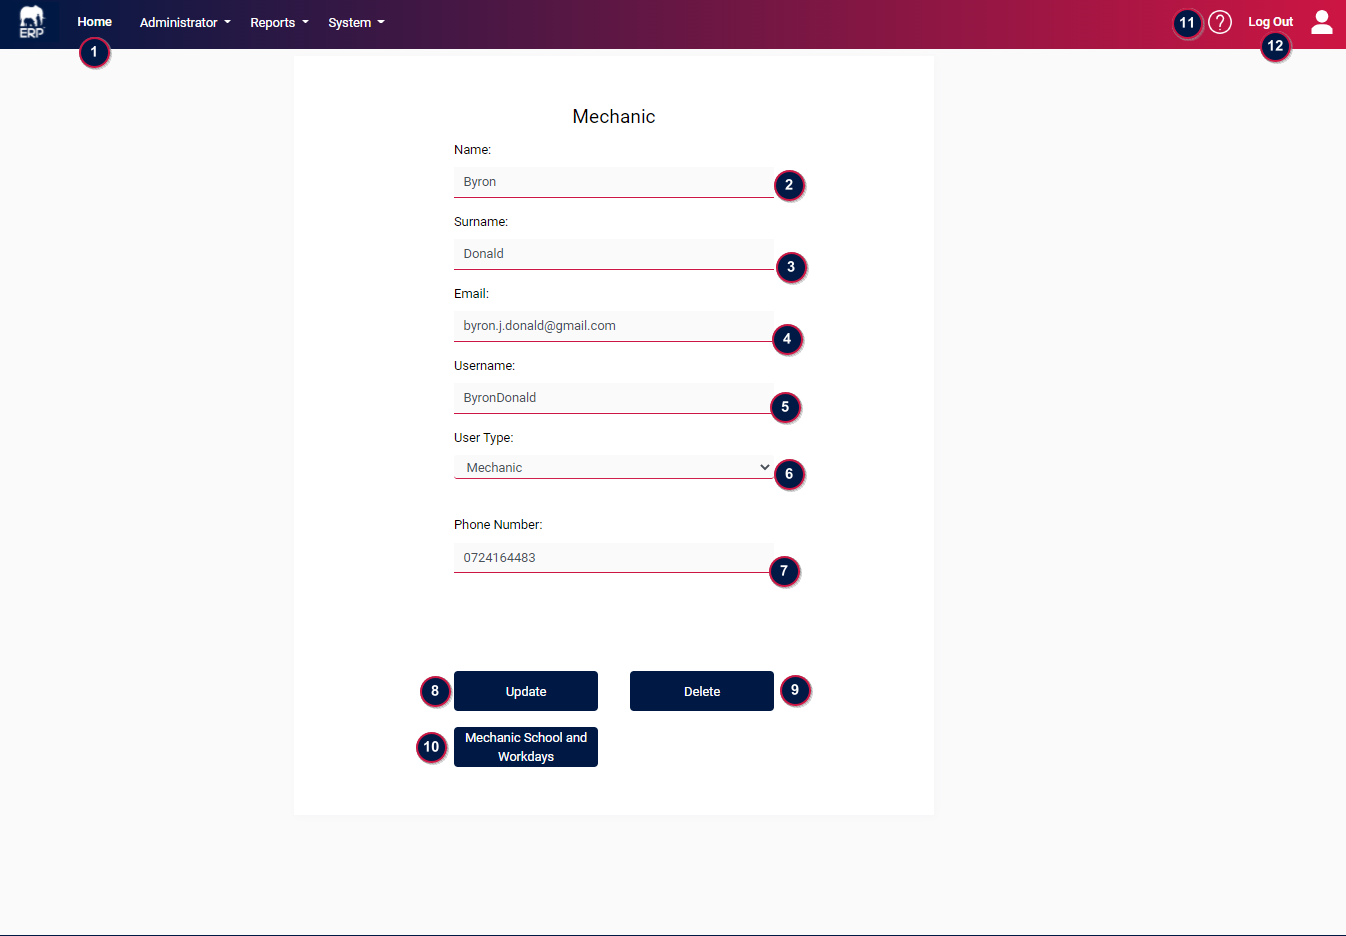 ERP
Home
Administrator
Reports
System
11
?
Log Out
1
12
Mechanic
Name:
Byron
2
Surname:
Donald
3
Email:
byron.j.donald@gmail.com
4
Username:
ByronDonald
5
User Type:
Mechanic
6
Phone Number:
0724164483
7
8
Update
Delete
9
10
Mechanic School and
Workdays